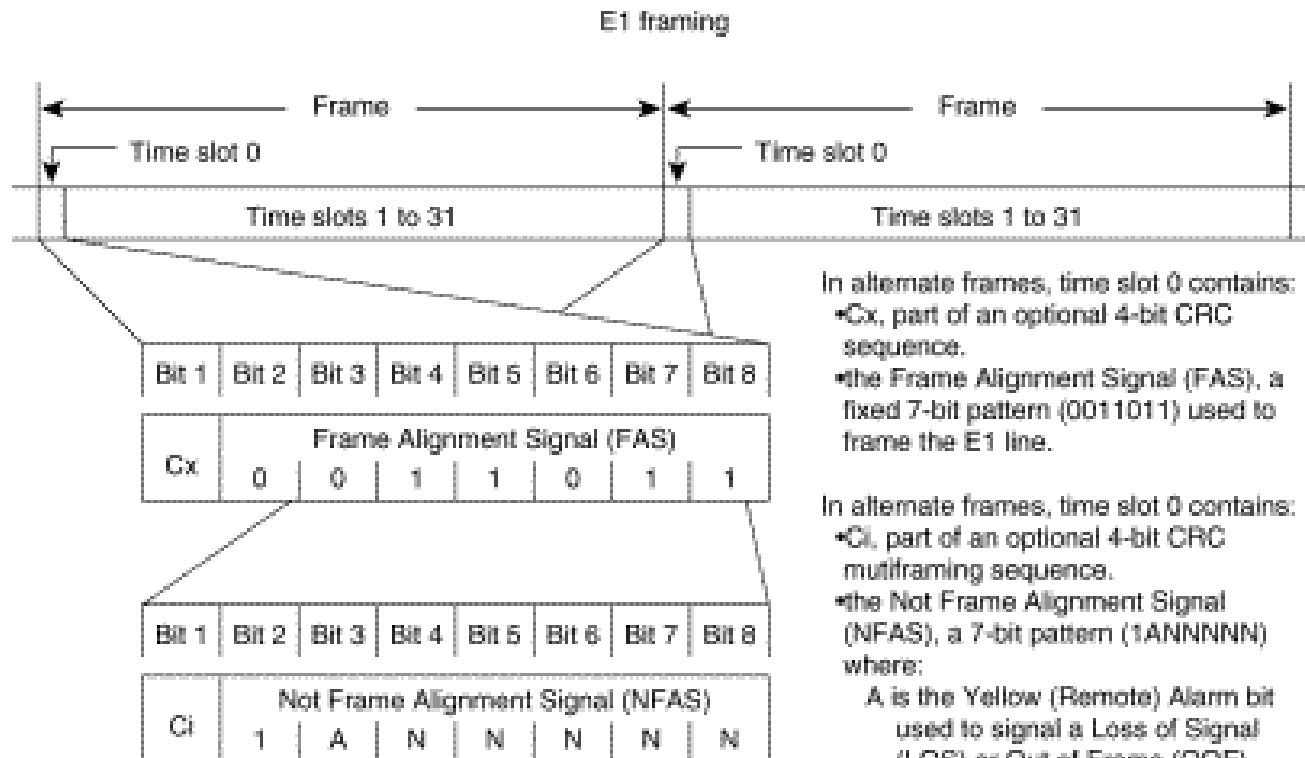 E1 framing
Frame
Frame
Time slot 0
Time slot 0
Time slots 1 to 31
Time slots 1 to 31
In alternate frames, time slot 0 contains:
•Cx, part of an optional 4-bit CRC
sequence.
•the Frame Alignment Signal (FAS), a
fixed 7-bit pattern (0011011) used to
frame the E1 line.
Bit 1 Bit 2 Bit 3 Bit 4 Bit 5 Bit 6 Bit 7 Bit 8
Frame Alignment Signal (FAS)
Cx 0 0 1 1 0 1 1
In alternate frames, time slot 0 contains:
•Ci, part of an optional 4-bit CRC
mutiframing sequence.
•the Not Frame Alignment Signal
(NFAS), a 7-bit pattern (1ANNNNN)
where:
A is the Yellow (Remote) Alarm bit
used to signal a Loss of Signal
(LOS) or Out of Frame (OOF)
Bit 1 Bit 2 Bit 3 Bit 4 Bit 5 Bit 6 Bit 7 Bit 8
Not Frame Alignment Signal (NFAS)
Ci 1 A N N N N N